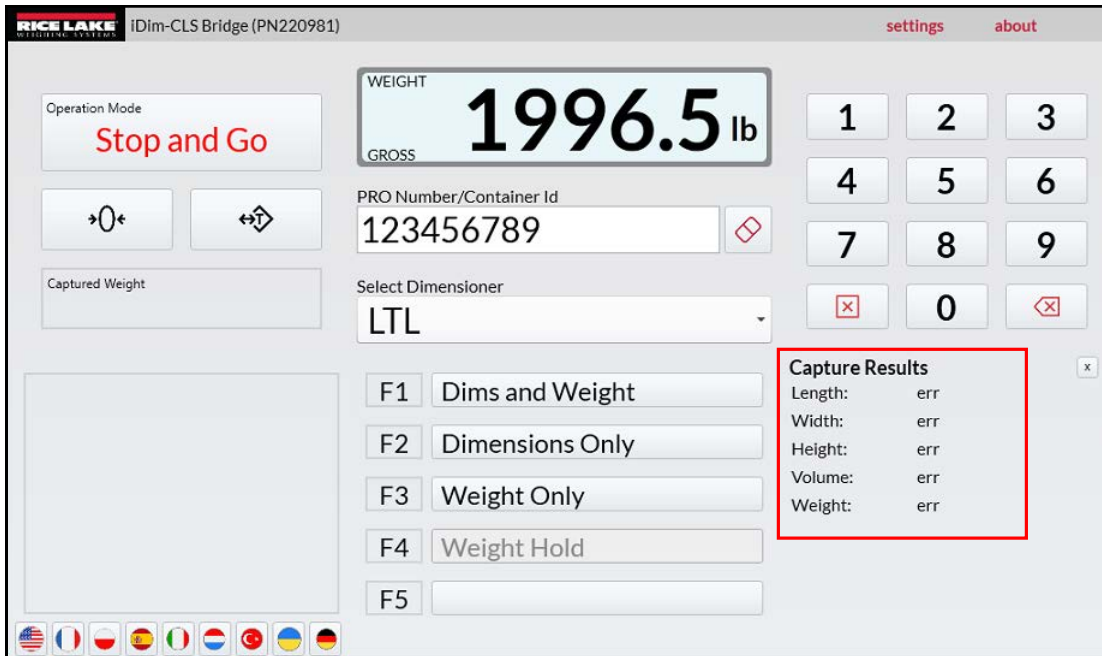 RICE LAKE
WEIGHING SYSTEMS
iDim-CLS Bridge (PN220981)
settings
about
Operation Mode
Stop and Go
→0←
T
Captured Weight
WEIGHT
1996.5 lb
GROSS
PRO Number/Container Id
123456789
Select Dimensioner
LTL
F1 Dims and Weight
F2 Dimensions Only
F3 Weight Only
F4 Weight Hold
F5
1 2 3
4 5 6
7 8 9
0
Capture Results
x
Length: err
Width: err
Height: err
Volume: err
Weight: err